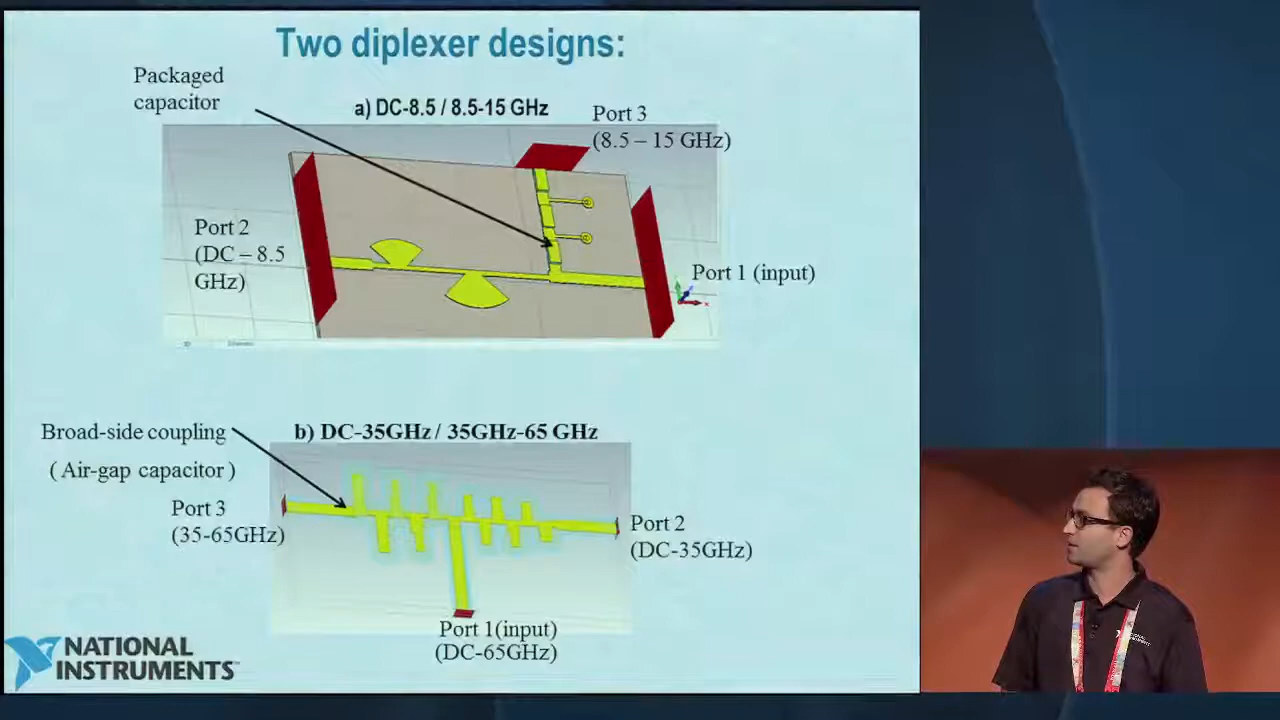 Two diplexer designs:
Packaged
capacitor
a) DC-8.5 / 8.5-15 GHz
Port 3
(8.5 – 15 GHz)
Port 2
(DC – 8.5
GHz)
Port 1 (input)
x
Broad-side coupling
( Air-gap capacitor )
b) DC-35GHz / 35GHz-65 GHz
Port 3
(35-65GHz)
Port 2
(DC-35GHz)
Port 1(input)
(DC-65GHz)
NATIONAL
INSTRUMENTS™